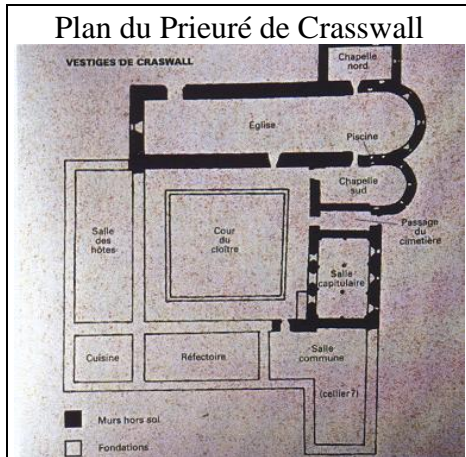 Plan du Prieuré de Crasswall
VESTIGES DE CRASWALL
Chapelle
nord
Église
Piscine
Chapelle
sud
Passage
du
cimetière
Salle
des
hôtes
Cour
du
cloître
Salle
capitulaire
Cuisine
Réfectoire
Salle
commune
(cellier?)
Murs hors sol
Fondations